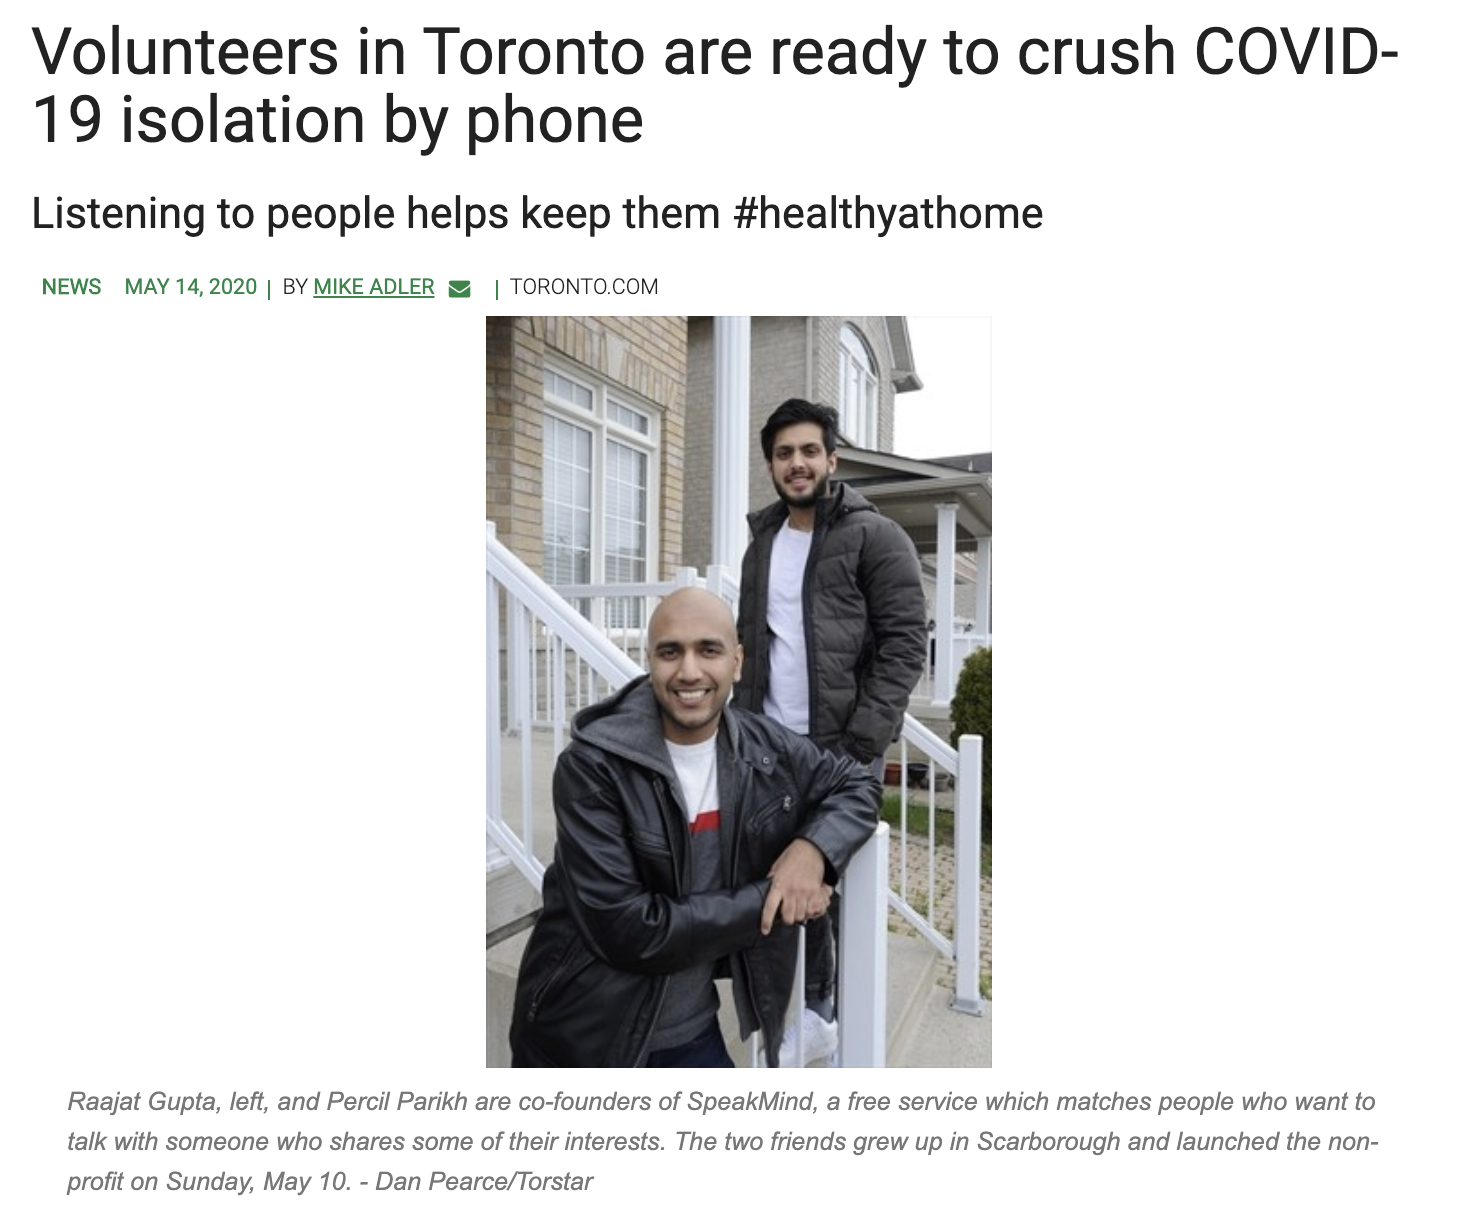 Volunteers in Toronto are ready to crush COVID-
19 isolation by phone
Listening to people helps keep them #healthyathome
NEWS MAY 14, 2020 | BY MIKE ADLER | TORONTO.COM
Raajat Gupta, left, and Percil Parikh are co-founders of SpeakMind, a free service which matches people who want to
talk with someone who shares some of their interests. The two friends grew up in Scarborough and launched the non-
profit on Sunday, May 10. - Dan Pearce/Torstar